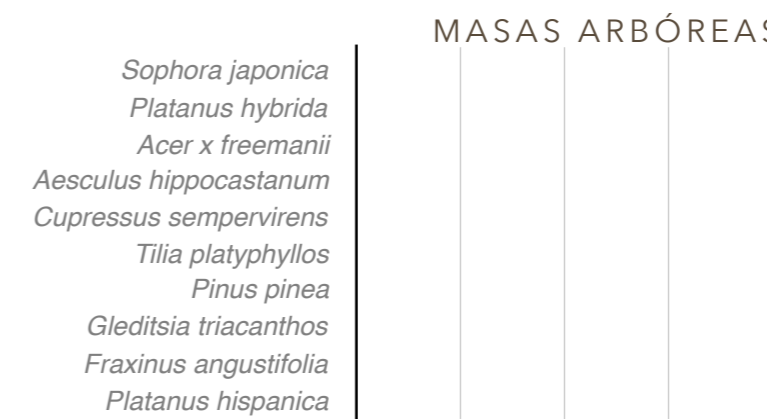 MASAS ARBÓREAS
Sophora japonica
Platanus hybrida
Acer x freemanii
Aesculus hippocastanum
Cupressus sempervirens
Tilia platyphyllos
Pinus pinea
Gleditsia triacanthos
Fraxinus angustifolia
Platanus hispanica